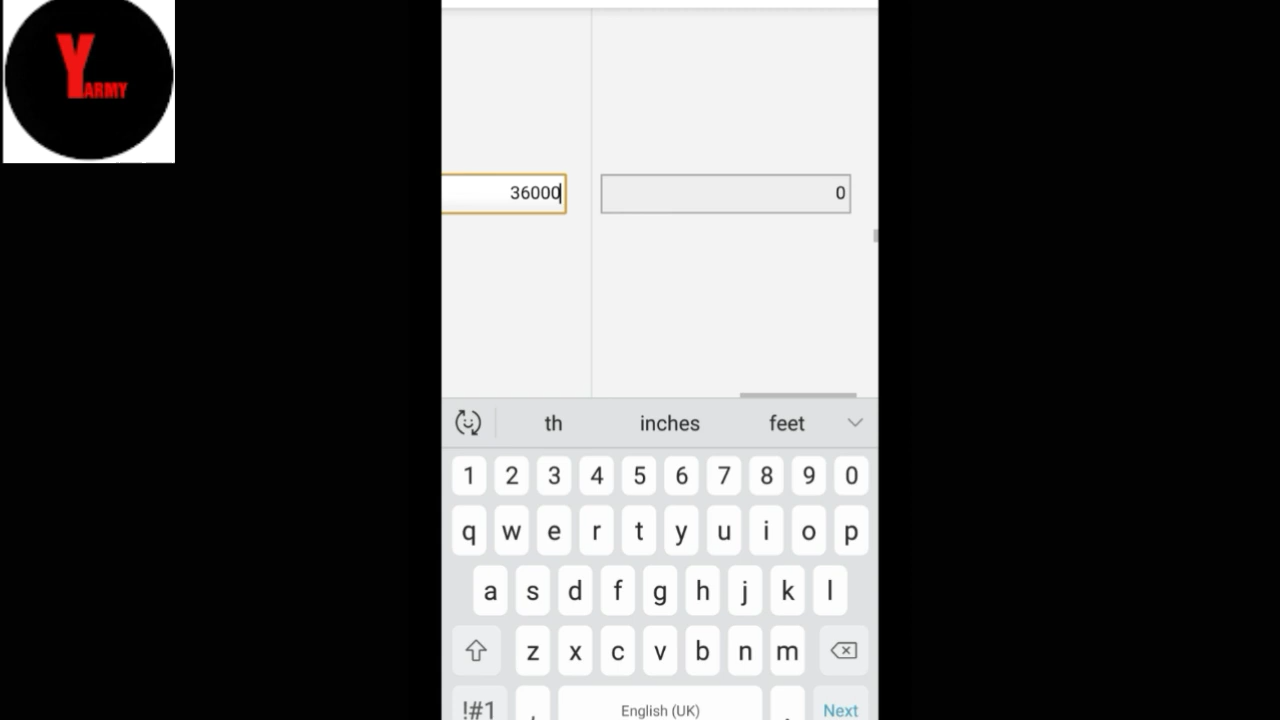 Y
ARMY
36000
0
th inches feet
1 2 3 4 5 6 7 8 9 0
q w e r t y u i o p
a s d f g h j k l
z x c v b n m
!#1 , English (UK) . Next